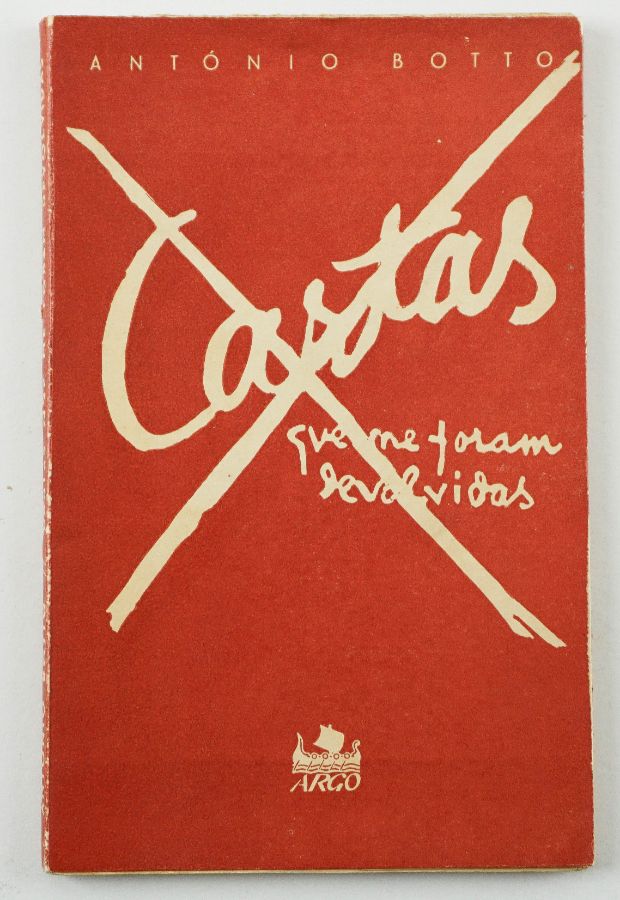 ANTÓNIO BOTTO
Cartas
que me foram
devolvidas
ARGO